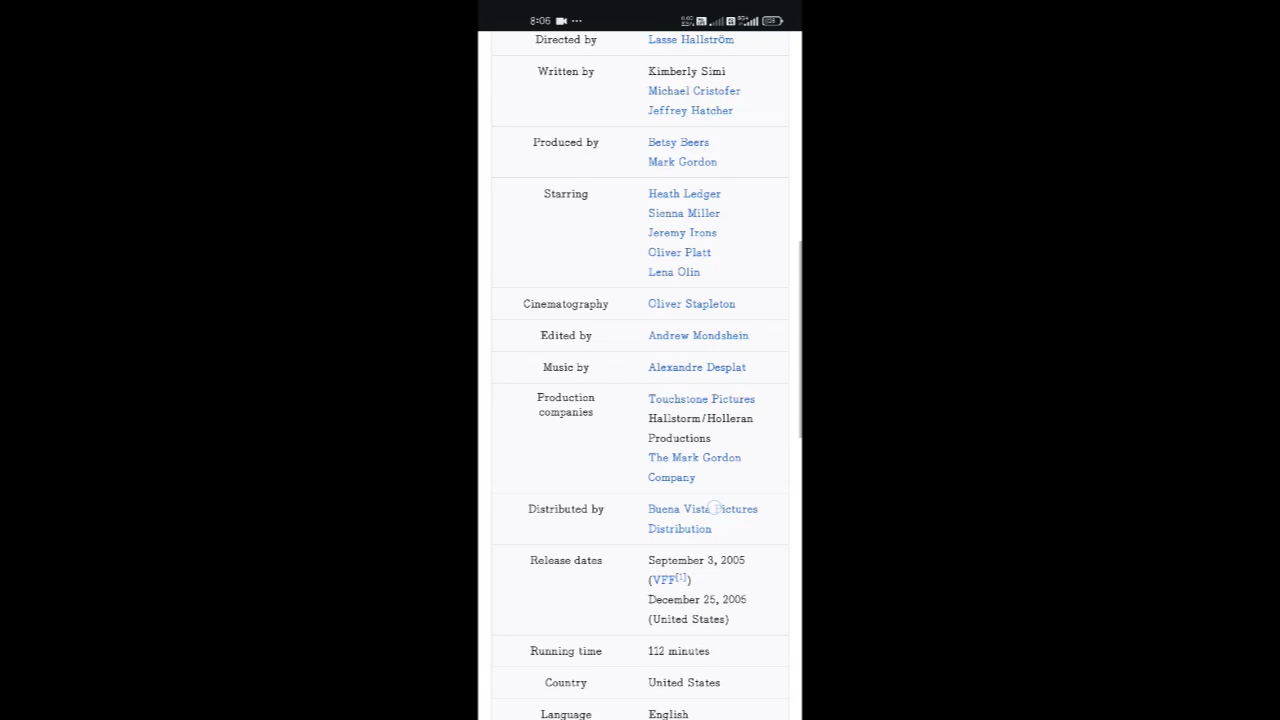 8:05
Directed by
Lasse Hallström
Written by
Kimberly Simi
Michael Cristofer
Jeffrey Hatcher
Produced by
Betsy Beers
Mark Gordon
Starring
Heath Ledger
Sienna Miller
Jeremy Irons
Oliver Platt
Lena Olin
Cinematography
Oliver Stapleton
Edited by
Andrew Mondshein
Music by
Alexandre Desplat
Production
companies
Touchstone Pictures
Hallstorm/Holleran
Productions
The Mark Gordon
Company
Distributed by
Buena Vista Pictures
Distribution
Release dates
September 3, 2005
(VFF[1])
December 25, 2005
(United States)
Running time
112 minutes
Country
United States
Language
English